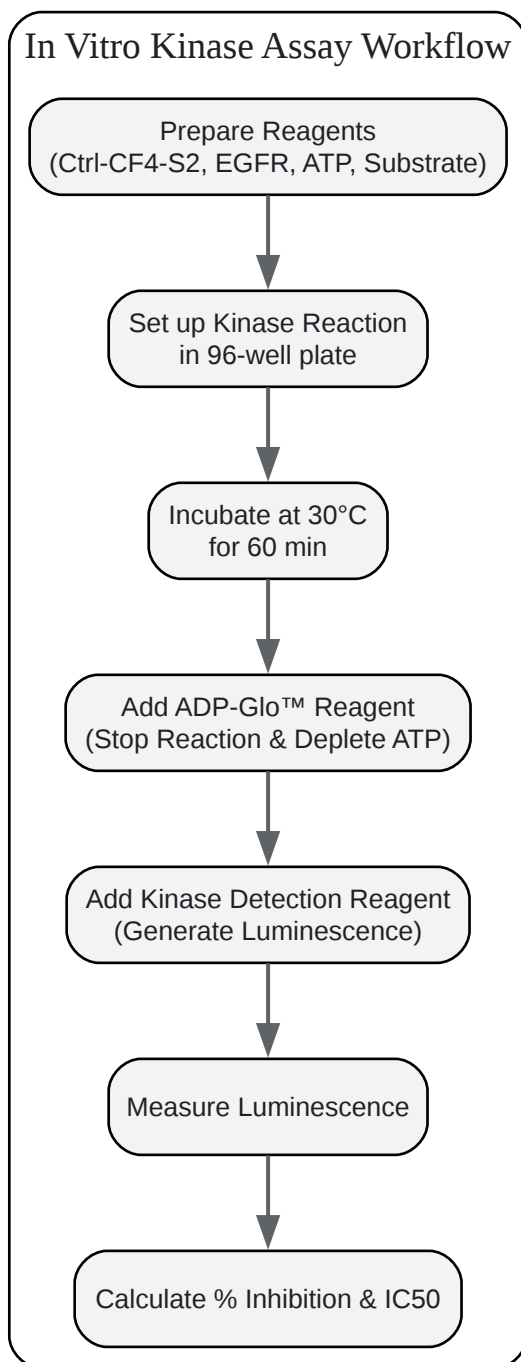 In Vitro Kinase Assay Workflow
Prepare Reagents
(Ctrl-CF4-S2, EGFR, ATP, Substrate)
Set up Kinase Reaction
in 96-well plate
Incubate at 30°C
for 60 min
Add ADP-Glo™ Reagent
(Stop Reaction & Deplete ATP)
Add Kinase Detection Reagent
(Generate Luminescence)
Measure Luminescence
Calculate % Inhibition & IC50